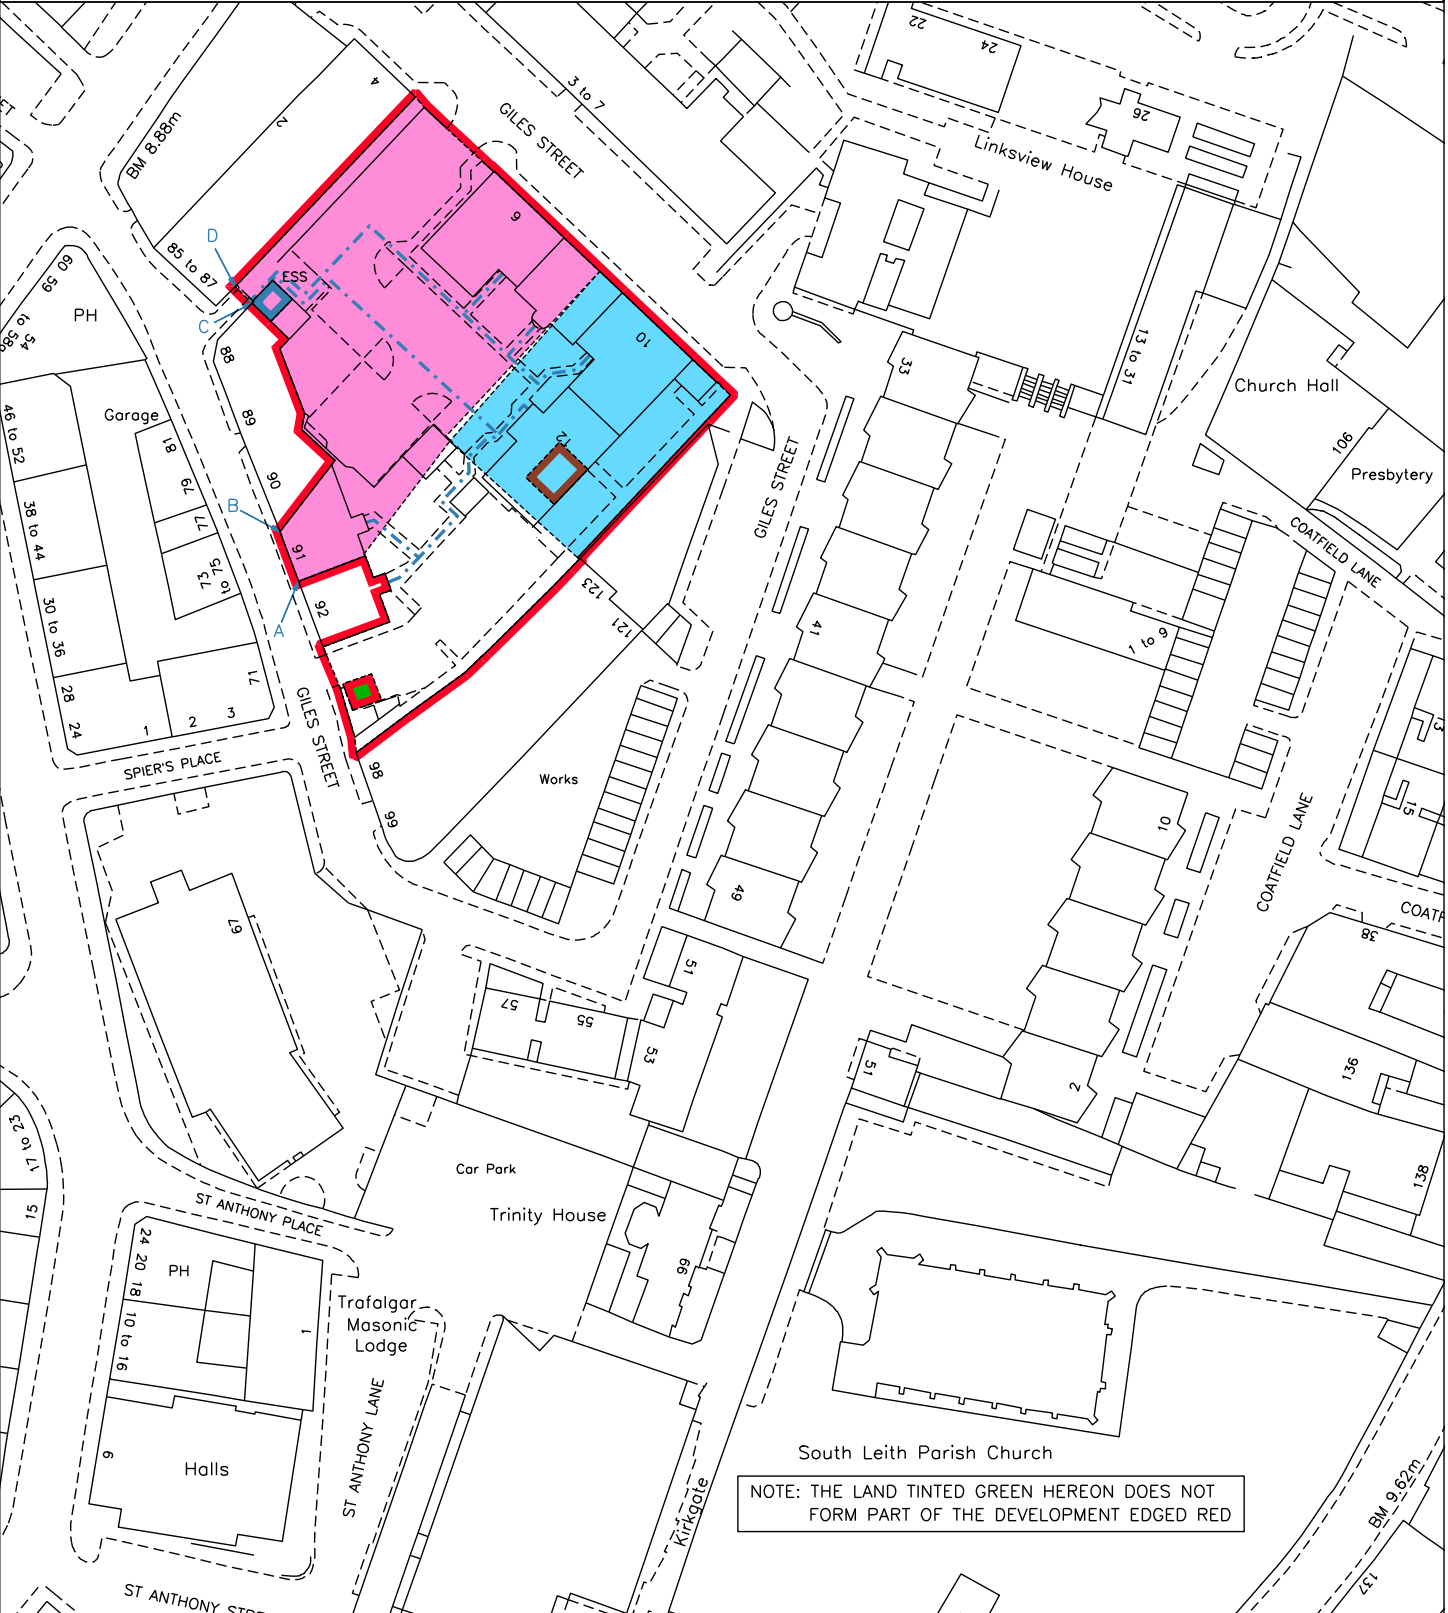 22
24
26
4
2
3 to 7
GILES STREET
BM 8.88m
Linksview House
9
D
85 to 87
ESS
60 59
PH
54
to 58
C
88
10
13 to 31
33
Church Hall
Garage
46 to 52
81
89
12
106
Presbytery
79
90
GILES STREET
38 to 44
77
B
COATFIELD LANE
91
73
to 75
123
30 to 36
92
121
A
41
1 to 9
71
28
24
1
2
3
GILES STREET
13
SPIER'S PLACE
98
Works
99
15
10
COATFIELD LANE
67
49
COATF
38
51
57
55
53
51
136
2
17 to 23
Car Park
138
15
ST ANTHONY PLACE
Trinity House
24 20 18
PH
66
Trafalgar
Masonic
Lodge
10 to 16
1
ST ANTHONY LANE
6
Halls
South Leith Parish Church
Kirkgate
NOTE: THE LAND TINTED GREEN HEREON DOES NOT
FORM PART OF THE DEVELOPMENT EDGED RED
BM 9.62m
137